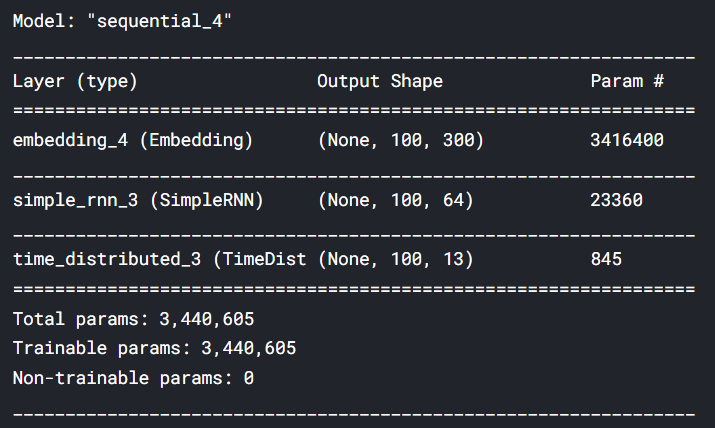 Model: "sequential_4"
_________________________________________________________________
Layer (type)                 Output Shape              Param #
=================================================================
embedding_4 (Embedding)      (None, 100, 300)          3416400
_________________________________________________________________
simple_rnn_3 (SimpleRNN)     (None, 100, 64)           23360
_________________________________________________________________
time_distributed_3 (TimeDist (None, 100, 13)           845
=================================================================
Total params: 3,440,605
Trainable params: 3,440,605
Non-trainable params: 0
_________________________________________________________________